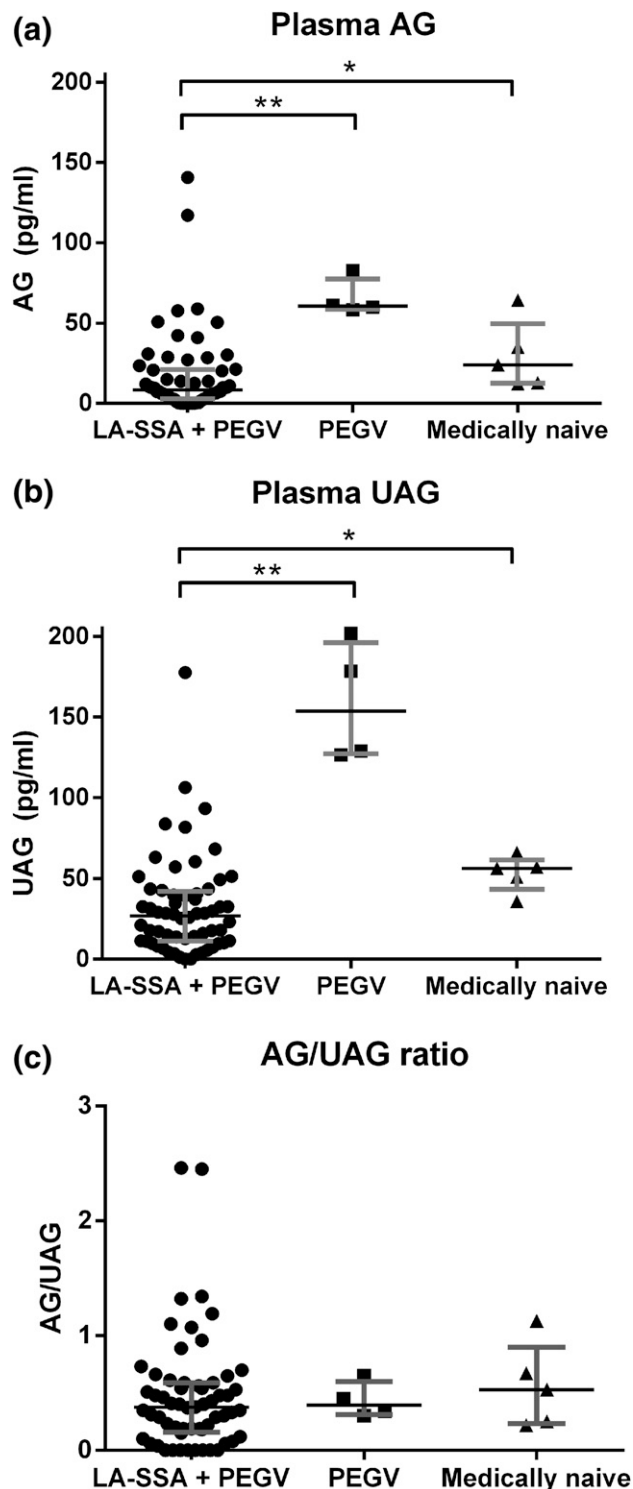 (a) Plasma AG
*
**
200
150
100
50
0
AG (pg/ml)
LA-SSA + PEGV PEGV Medically naive
(b) Plasma UAG
*
**
200
150
100
50
0
UAG (pg/ml)
LA-SSA + PEGV PEGV Medically naive
(c) AG/UAG ratio
3
2
1
0
AG/UAG
LA-SSA + PEGV PEGV Medically naive